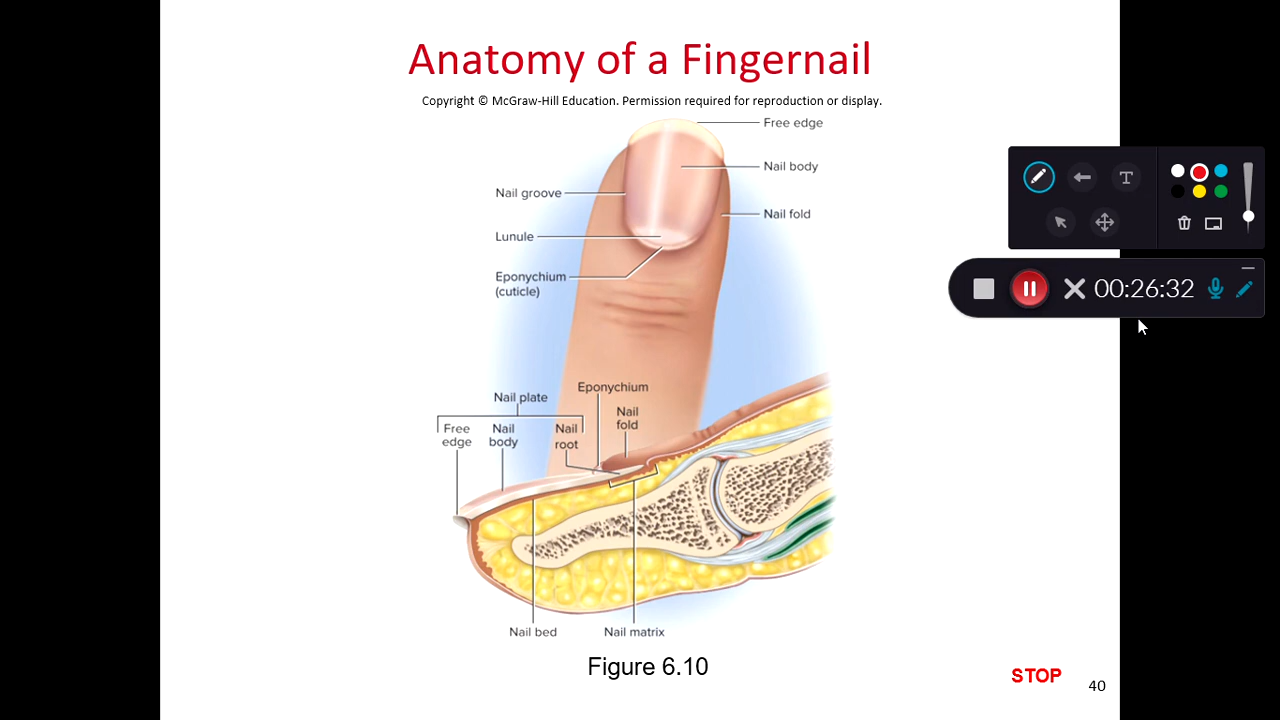 Anatomy of a Fingernail
Copyright © McGraw-Hill Education. Permission required for reproduction or display.
Free edge
Nail body
Nail groove
Nail fold
Lunule
Eponychium
(cuticle)
Eponychium
Nail plate
Nail
fold
Free
edge
Nail
body
Nail
root
Nail bed
Nail matrix
Figure 6.10
STOP
40
T
00:26:32